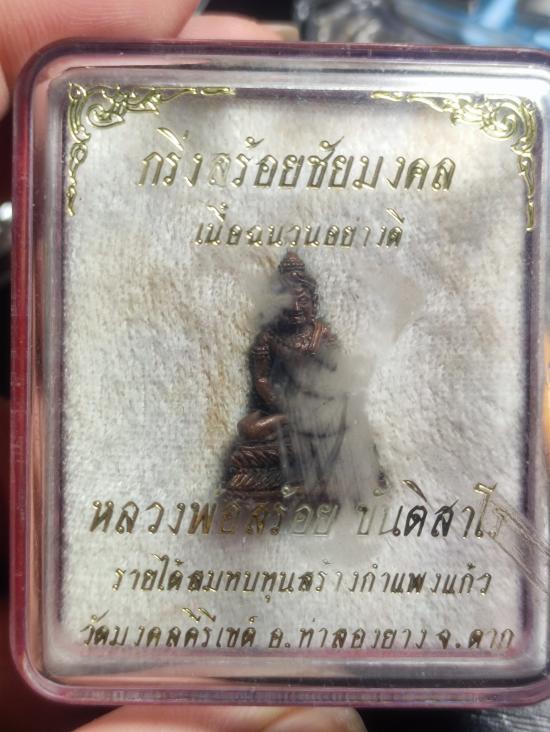 กริ่งสร้อยชัยมงคล
เนื้อฉนวนอย่างดี
หลวงพ่อสร้อย ขันติสาโร
รายได้สมทบทุนสร้างกำแพงแก้ว
วัดมงคลคีรีเขต์ อ.ท่าสองยาง จ.ตาก